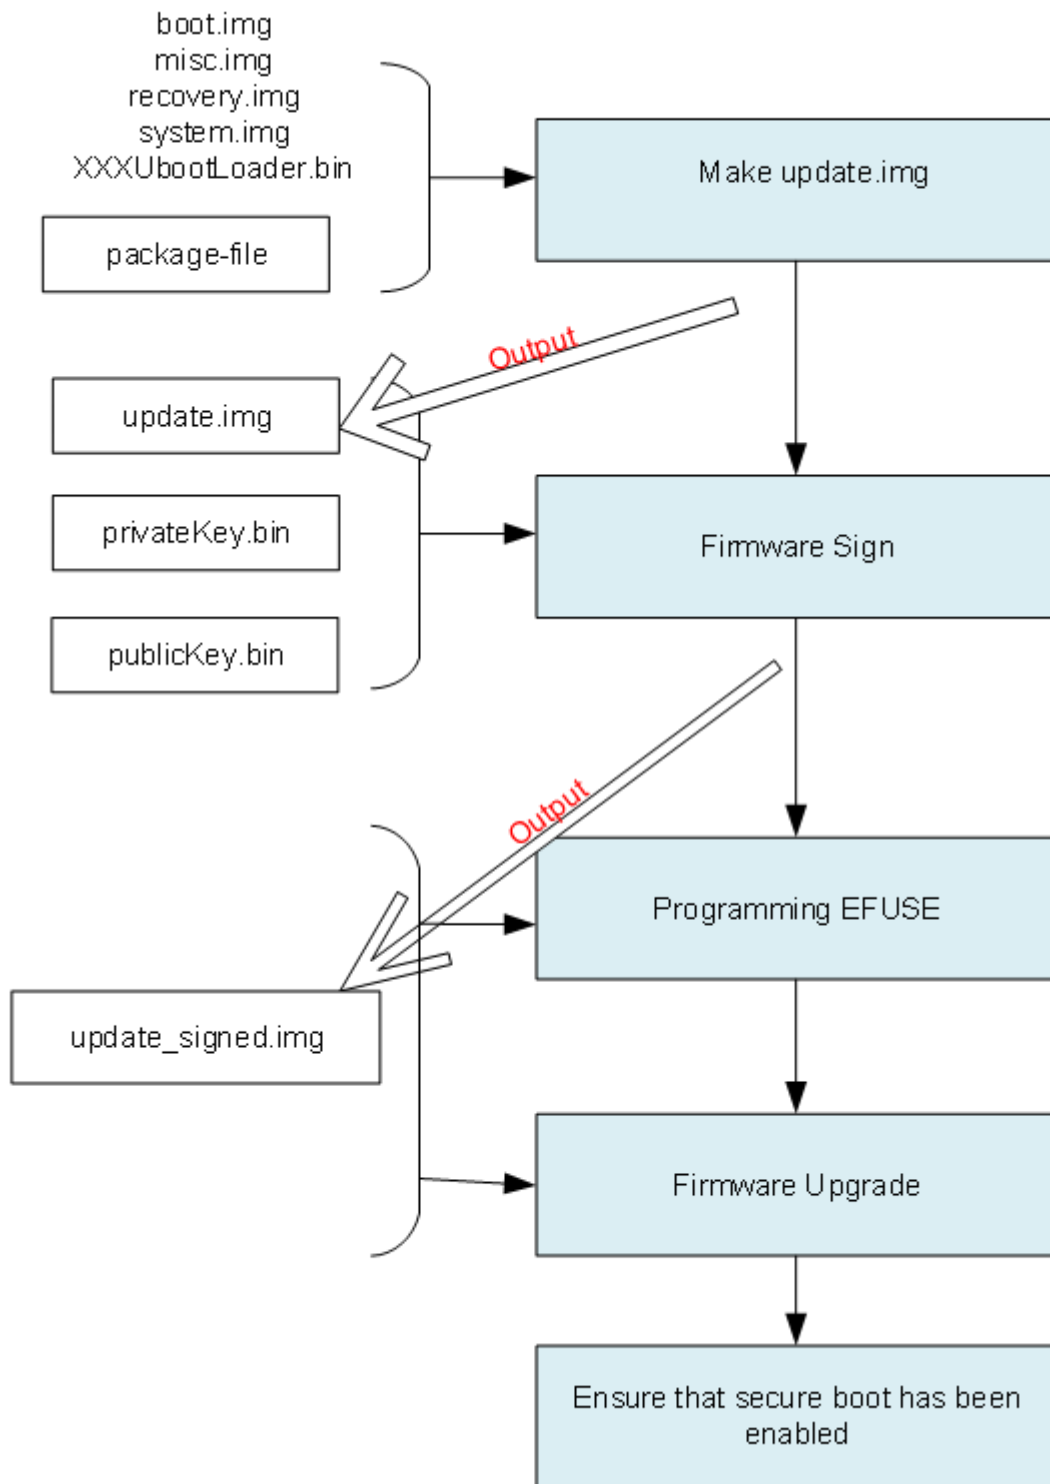 boot.img
misc.img
recovery.img
system.img
XXXUbootLoader.bin
package-file
Make update.img
Output
update.img
privateKey.bin
publicKey.bin
Firmware Sign
Output
Programming EFUSE
update_signed.img
Firmware Upgrade
Ensure that secure boot has been
enabled